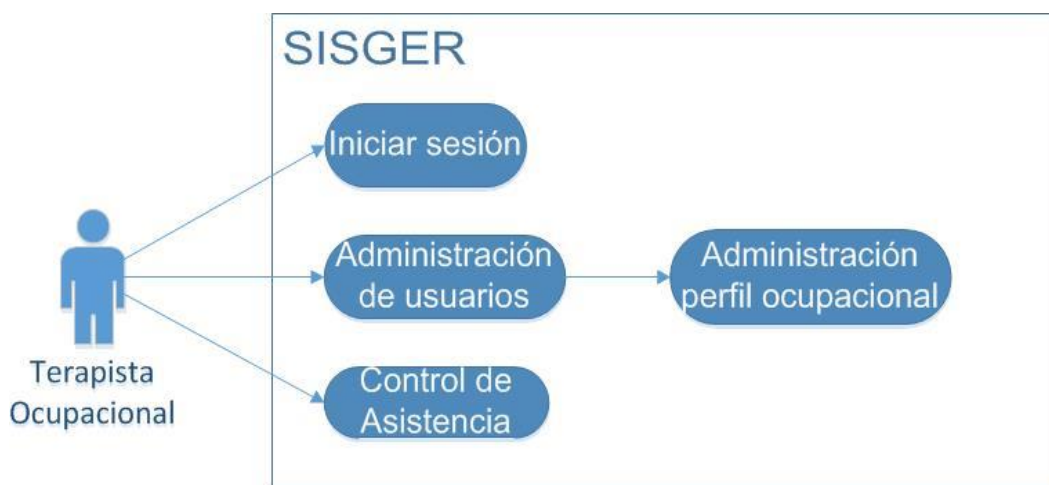 SISGER
Iniciar sesión
Administración
de usuarios
Administración
perfil ocupacional
Control de
Asistencia
Terapista
Ocupacional